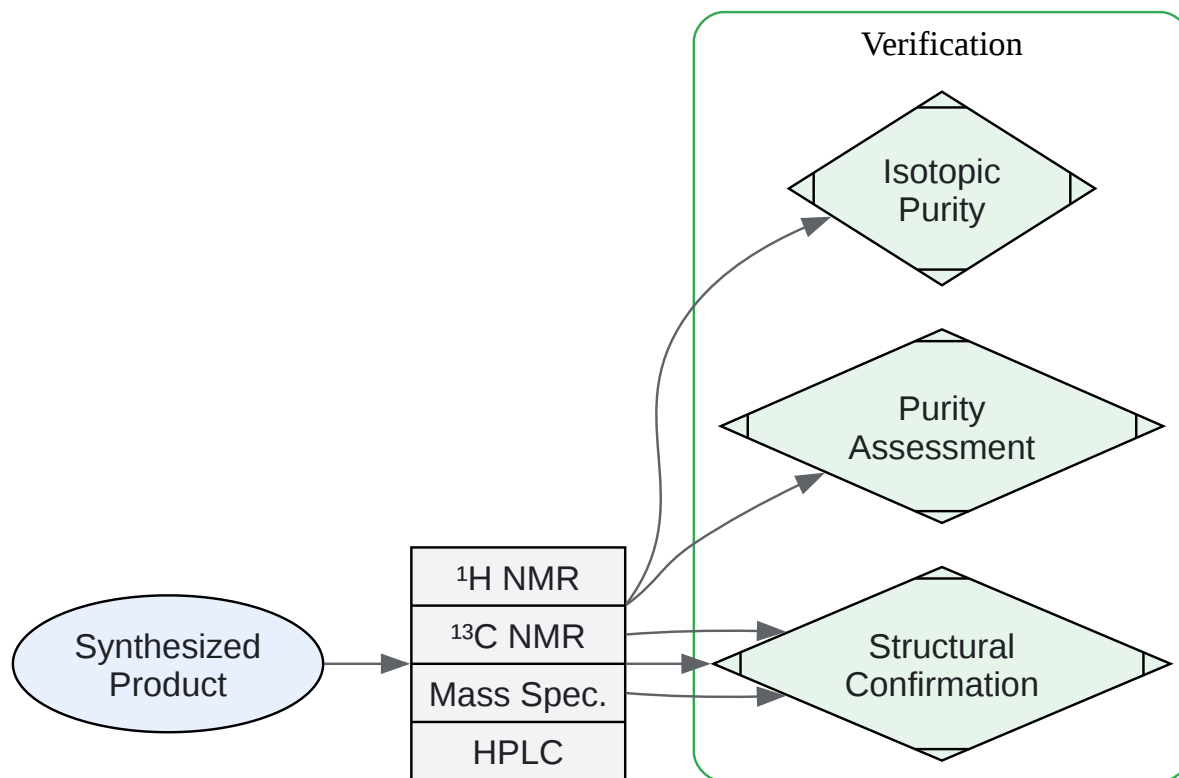 Verification
Isotopic
Purity
Purity
Assessment
Synthesized
Product
¹H NMR
¹³C NMR
Mass Spec.
HPLC
Structural
Confirmation